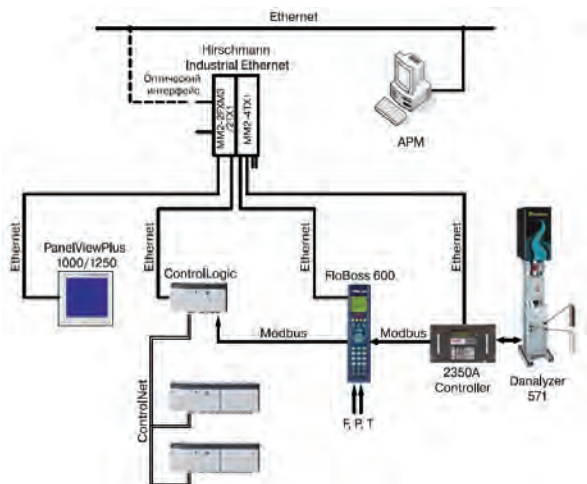 Ethernet
Hirschmann
Industrial Ethernet
Оптический
интерфейс
MM2-2FXM3
/2TX1
MM2-4TX1
АРМ
Ethernet
Ethernet
Ethernet
Ethernet
PanelViewPlus
1000/1250
ControlLogic
FloBoss 600
Modbus
Modbus
2350A
Controller
Danalyzer
571
F, P, T
ControlNet